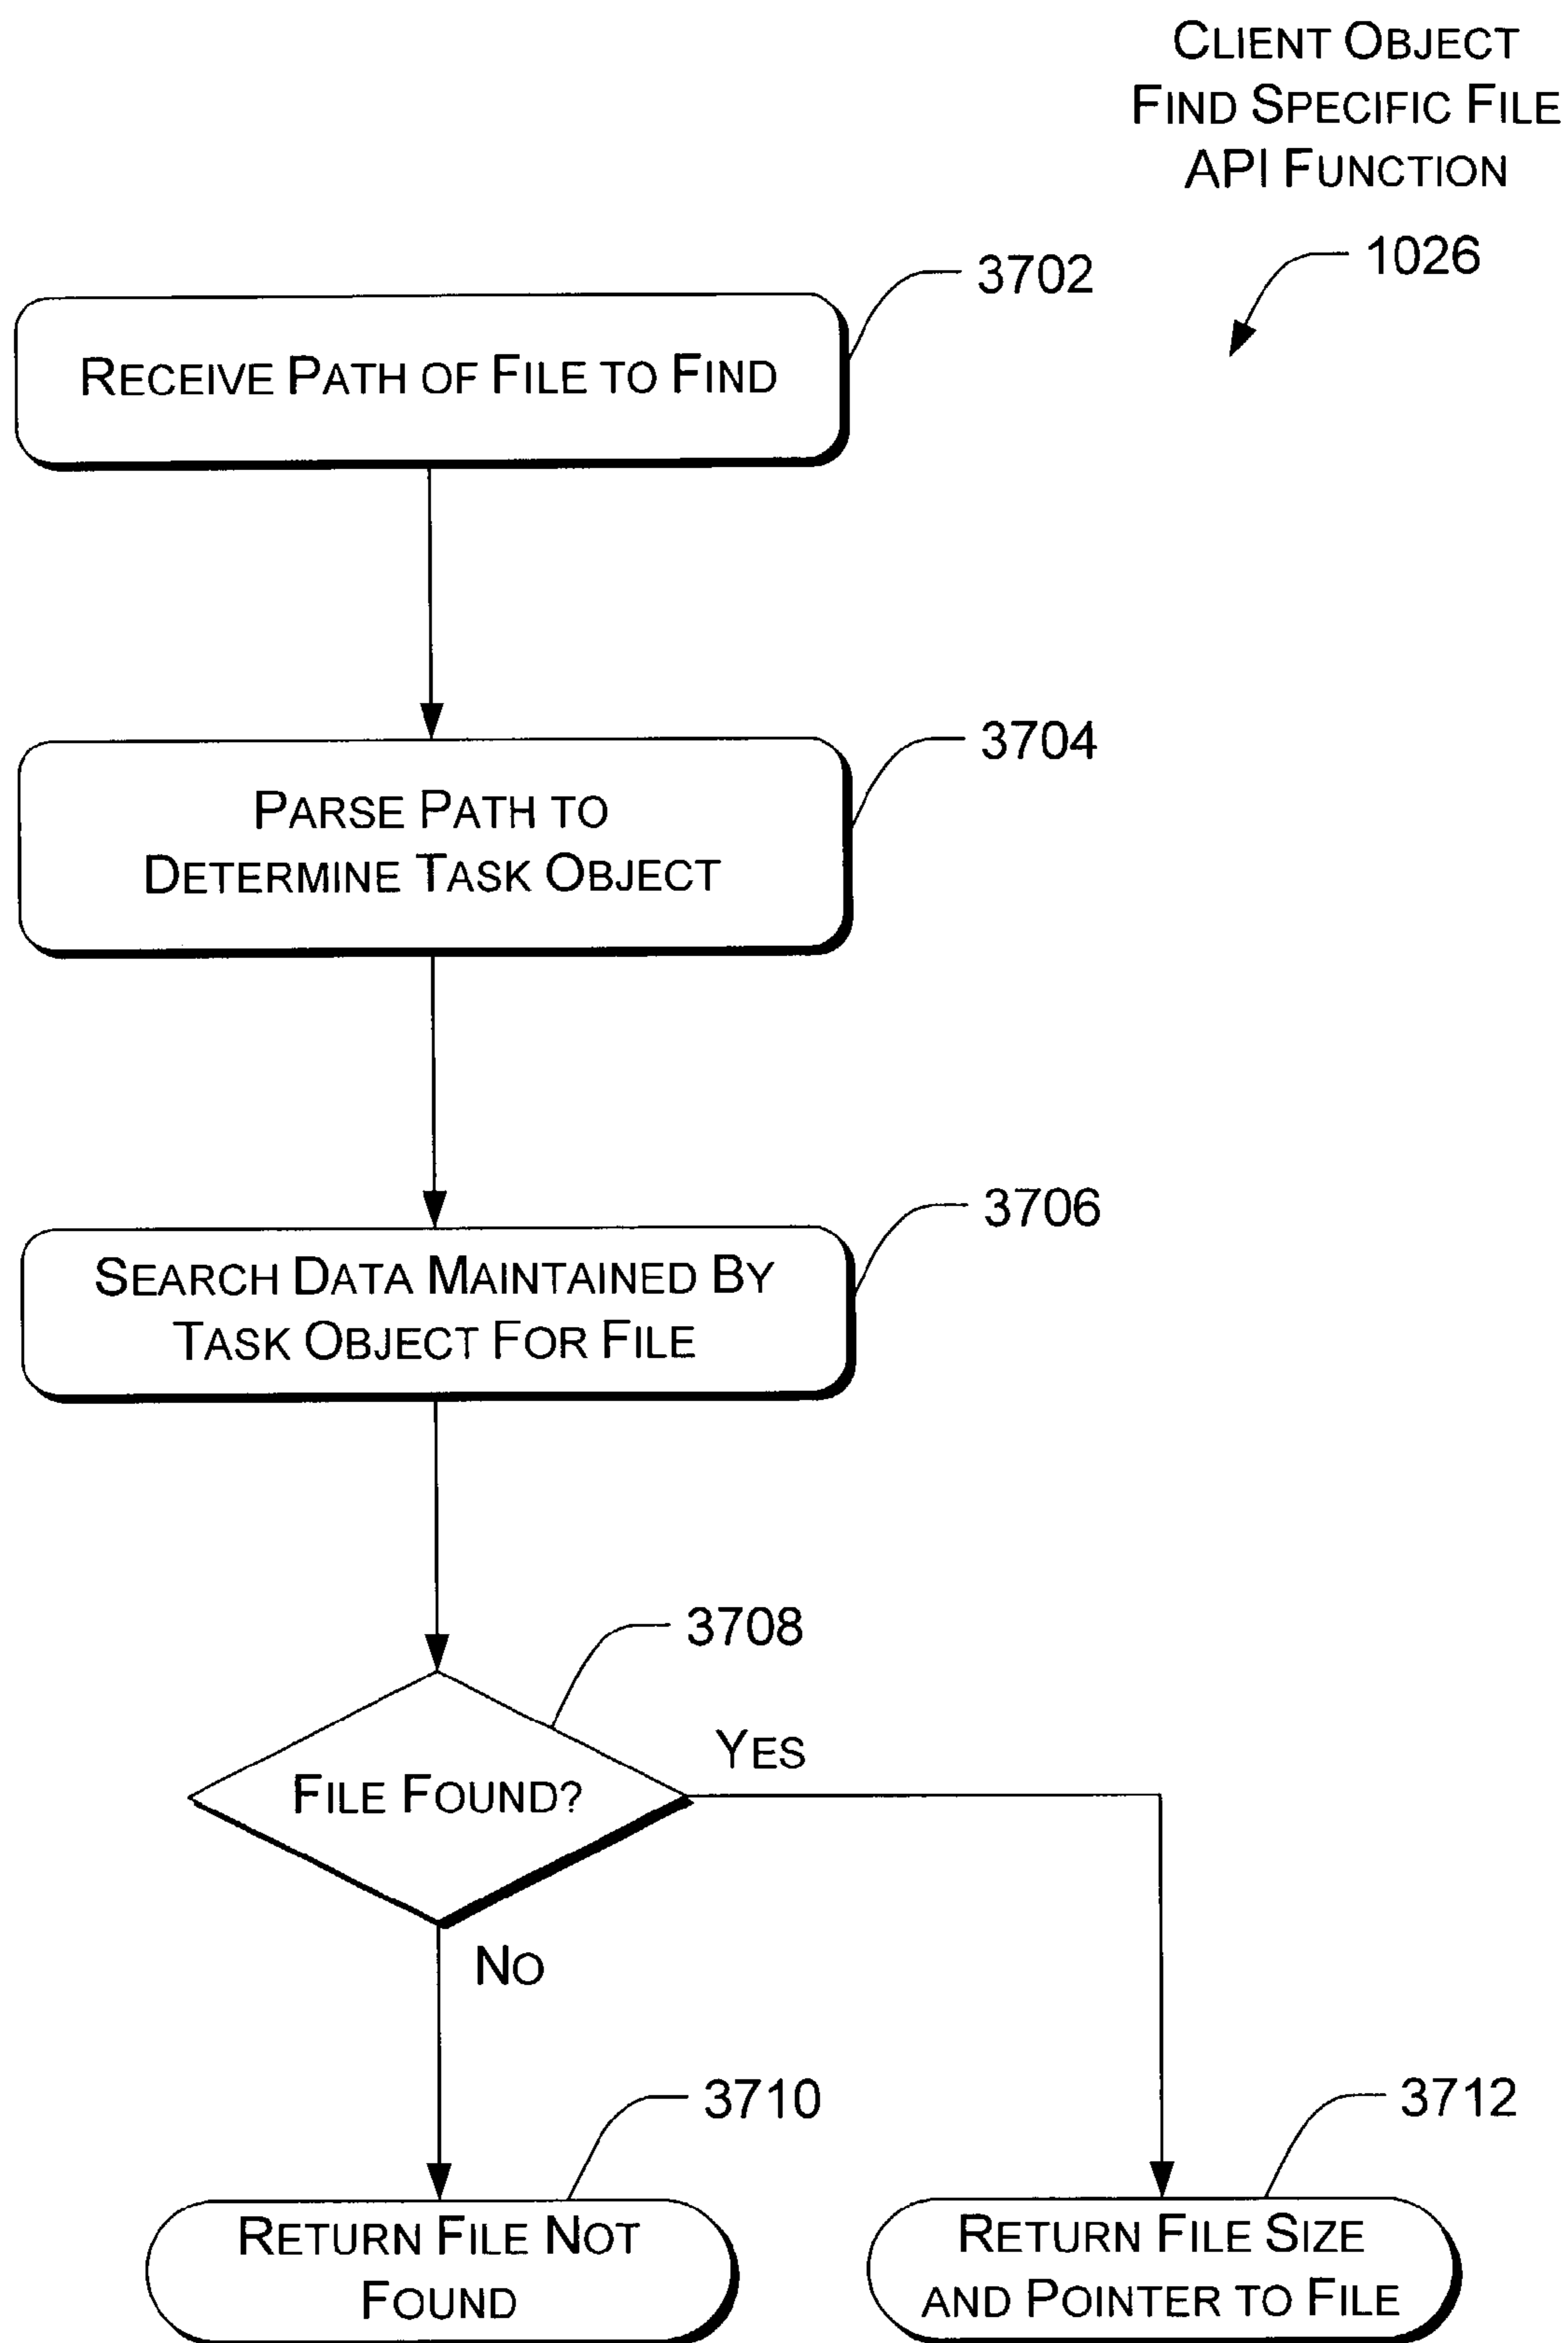 CLIENT OBJECT
FIND SPECIFIC FILE
API FUNCTION
1026
3702
RECEIVE PATH OF FILE TO FIND
3704
PARSE PATH TO
DETERMINE TASK OBJECT
3706
SEARCH DATA MAINTAINED BY
TASK OBJECT FOR FILE
3708
FILE FOUND?
YES
NO
3710
RETURN FILE NOT
FOUND
3712
RETURN FILE SIZE
AND POINTER TO FILE